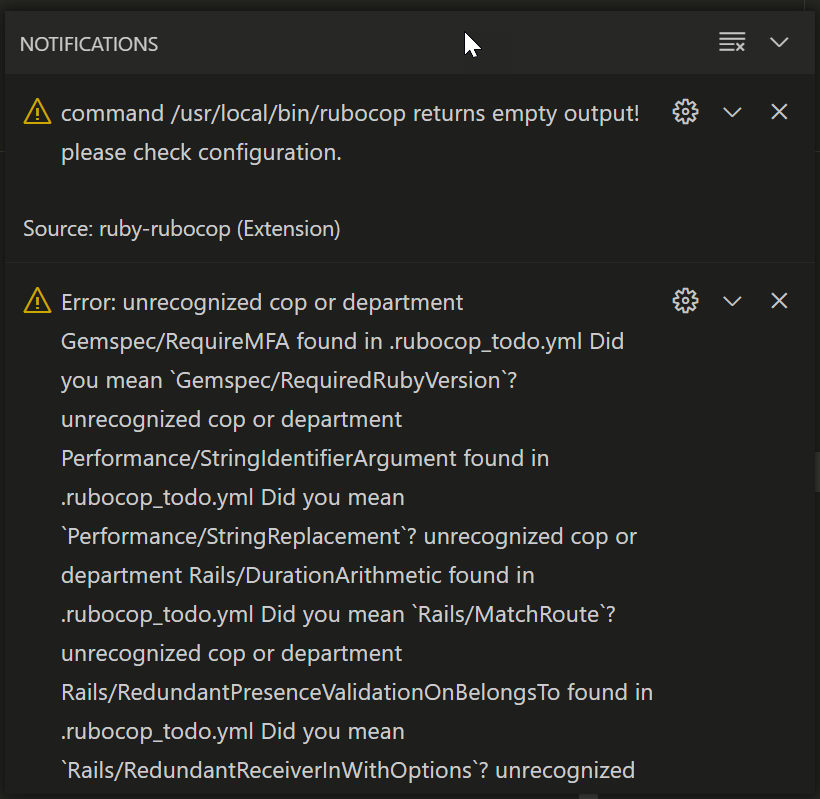 NOTIFICATIONS
command /usr/local/bin/rubocop returns empty output!
please check configuration.
Source: ruby-rubocop (Extension)
Error: unrecognized cop or department
Gemspec/RequireMFA found in .rubocop_todo.yml Did
you mean `Gemspec/RequiredRubyVersion`?
unrecognized cop or department
Performance/StringIdentifierArgument found in
.rubocop_todo.yml Did you mean
`Performance/StringReplacement`? unrecognized cop or
department Rails/DurationArithmetic found in
.rubocop_todo.yml Did you mean `Rails/MatchRoute`?
unrecognized cop or department
Rails/RedundantPresenceValidationOnBelongsTo found in
.rubocop_todo.yml Did you mean
`Rails/RedundantReceiverInWithOptions`? unrecognized